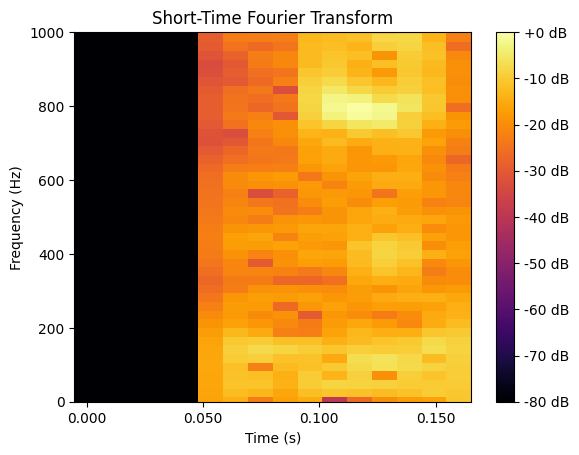 Short-Time Fourier Transform
1000
800
600
400
200
0
Frequency (Hz)
0.000
0.050
0.100
0.150
Time (s)
+0 dB
-10 dB
-20 dB
-30 dB
-40 dB
-50 dB
-60 dB
-70 dB
-80 dB